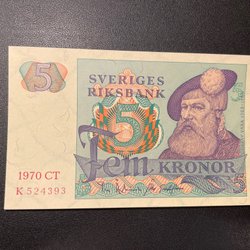 5
SVERIGES
RIKSBANK
5
Fem KRONOR
1970 CT
K 524393
5